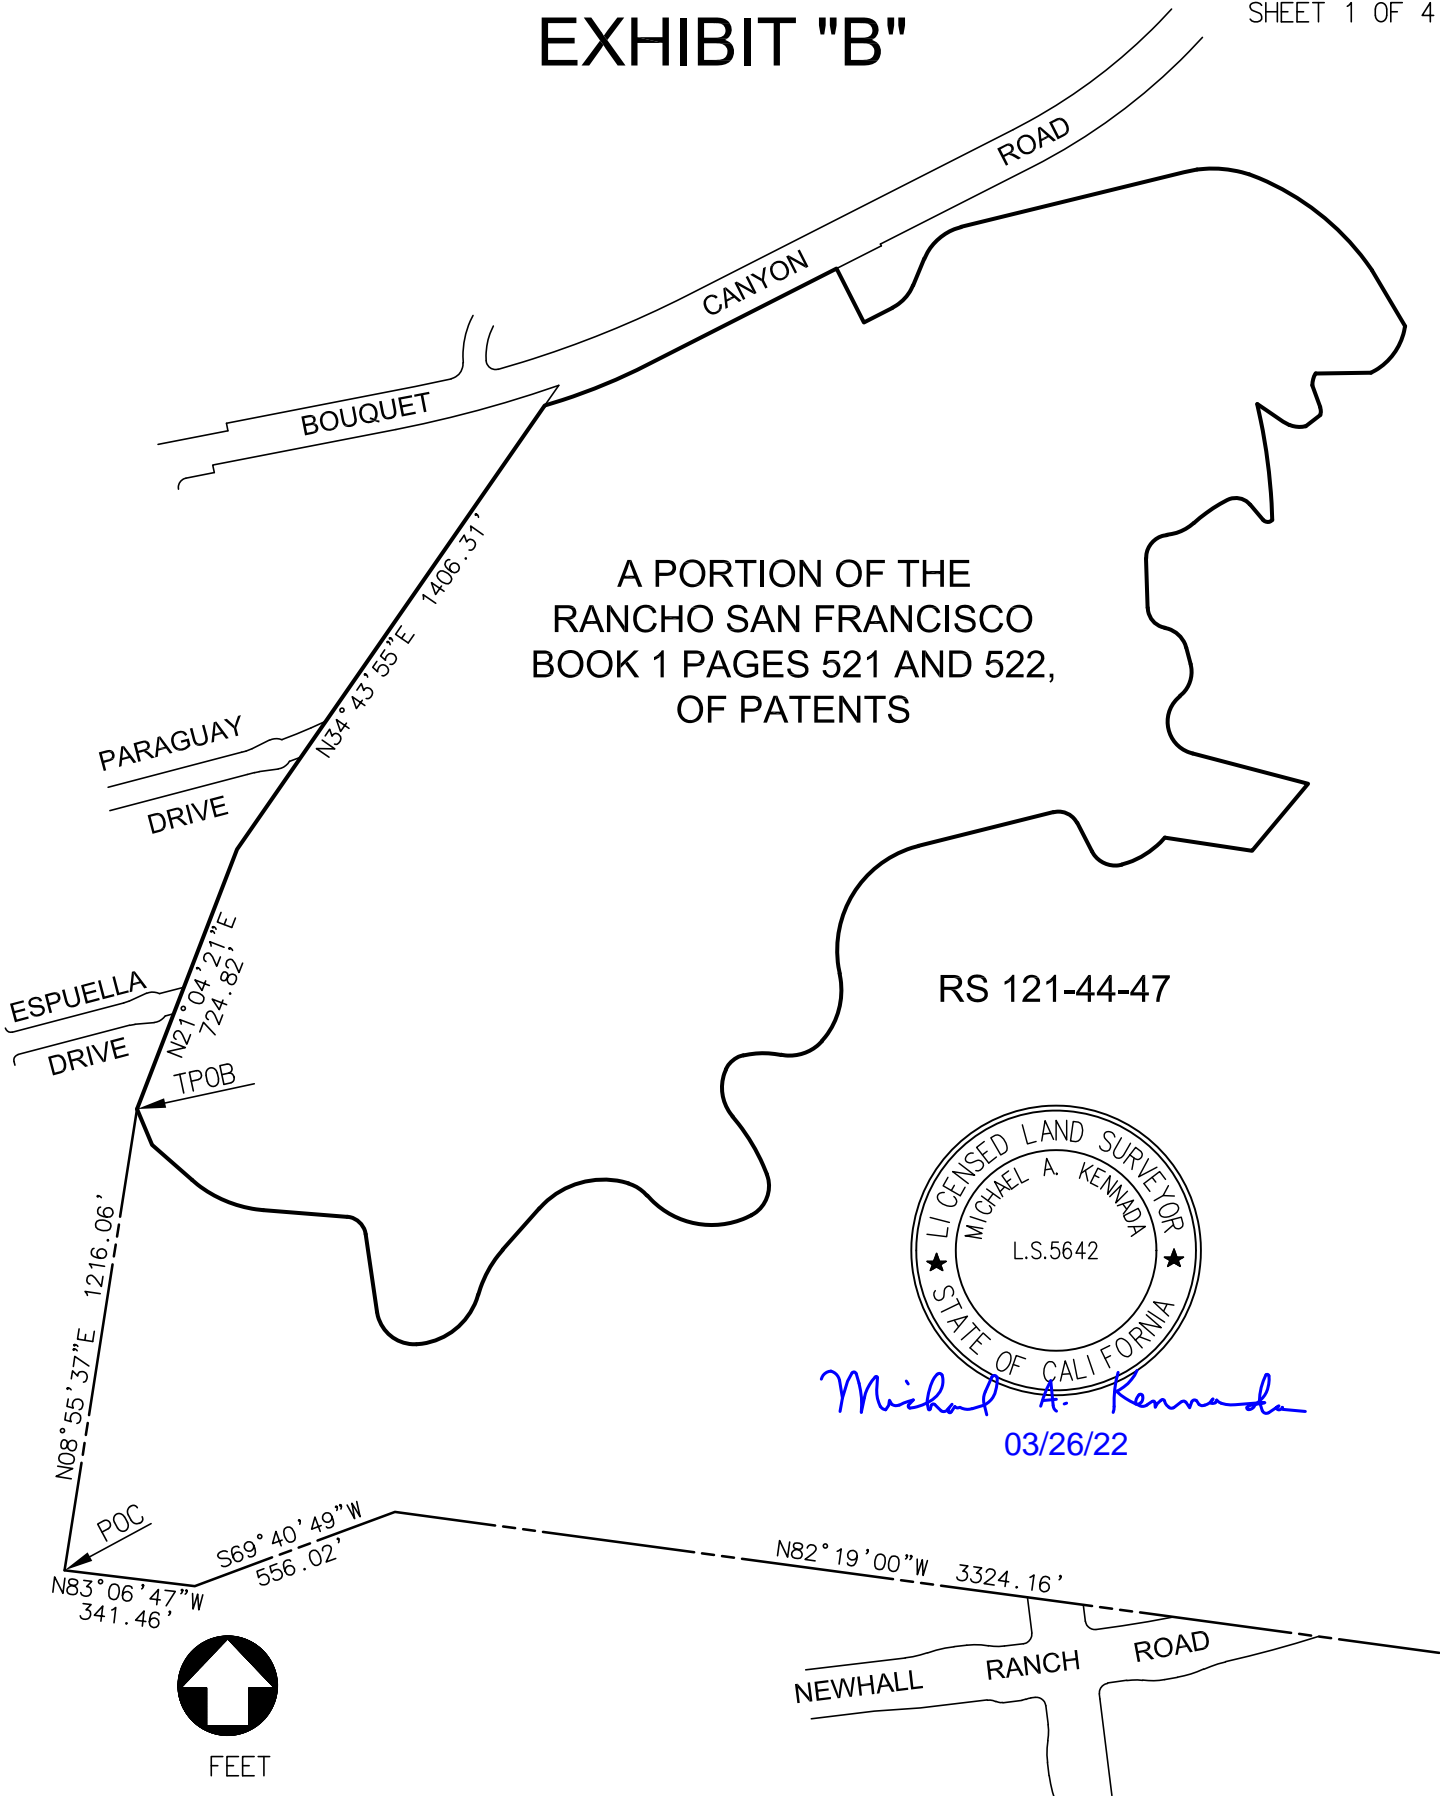 SHEET 1 OF 4
EXHIBIT "B"
ROAD
CANYON
BOUQUET
N34°43'55"E 1406.31'
A PORTION OF THE
RANCHO SAN FRANCISCO
BOOK 1 PAGES 521 AND 522,
OF PATENTS
PARAGUAY
DRIVE
N21°04'21"E
724.82'
ESPUELLA
DRIVE
TPOB
RS 121-44-47
LICENSED LAND SURVEYOR
MICHAEL A. KENNADA
L.S.5642
STATE OF CALIFORNIA
Michael A. Kennada
03/26/22
N08°55'37"E 1216.06'
POC
S69°40'49"W
556.02'
N83°06'47"W
341.46'
N82°19'00"W 3324.16'
NEWHALL RANCH ROAD
FEET